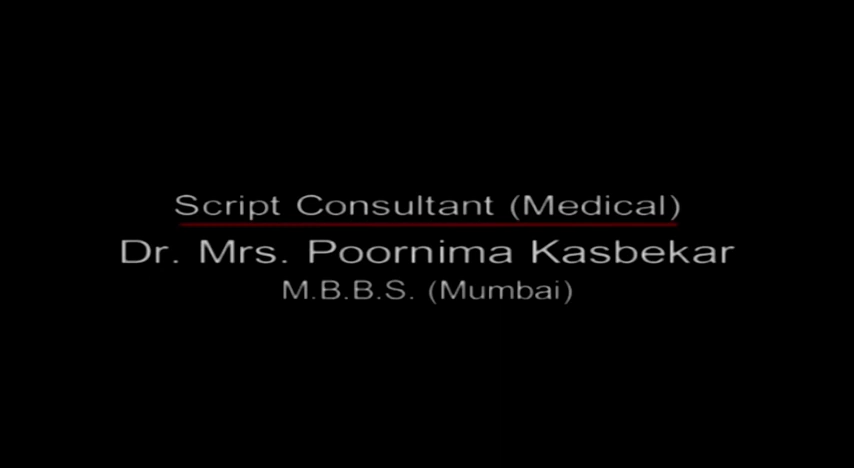 Script Consultant (Medical)
Dr. Mrs. Poornima Kasbekar
M.B.B.S. (Mumbai)